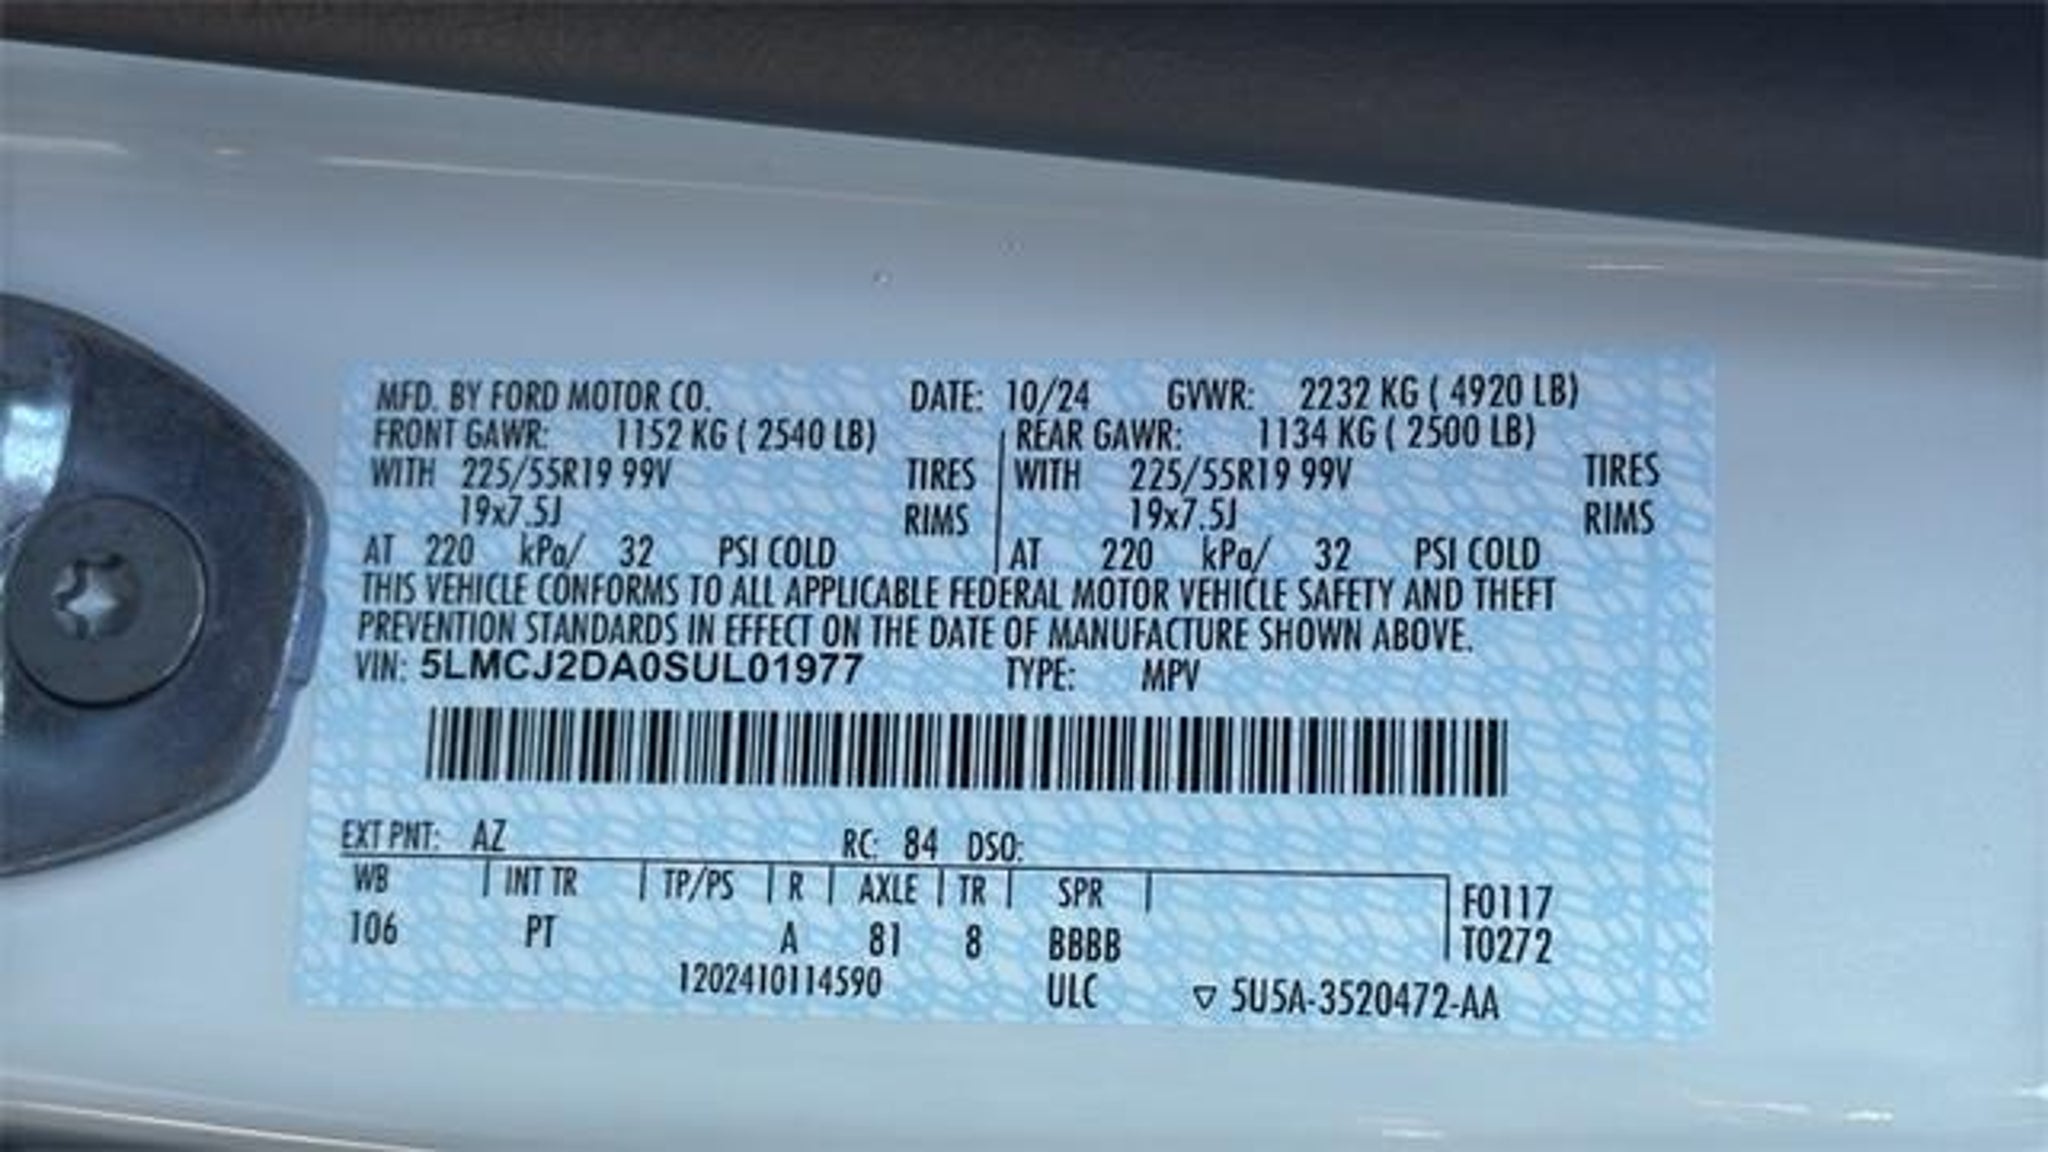 MFD. BY FORD MOTOR CO. DATE: 10/24 GVWR: 2232 KG ( 4920 LB)
FRONT GAWR: 1152 KG ( 2540 LB) REAR GAWR: 1134 KG ( 2500 LB)
WITH 225/55R19 99V TIRES WITH 225/55R19 99V TIRES
19x7.5J RIMS 19x7.5J RIMS
AT 220 kPa/ 32 PSI COLD AT 220 kPa/ 32 PSI COLD
THIS VEHICLE CONFORMS TO ALL APPLICABLE FEDERAL MOTOR VEHICLE SAFETY AND THEFT
PREVENTION STANDARDS IN EFFECT ON THE DATE OF MANUFACTURE SHOWN ABOVE.
VIN: 5LMCJ2DA0SUL01977 TYPE: MPV
EXT PNT: AZ RC: 84 DSO:
WB INT TR TP/PS R AXLE TR SPR F0117
106 PT A 81 8 BBBB T0272
1202410114590 ULC ▽ 5U5A-3520472-AA